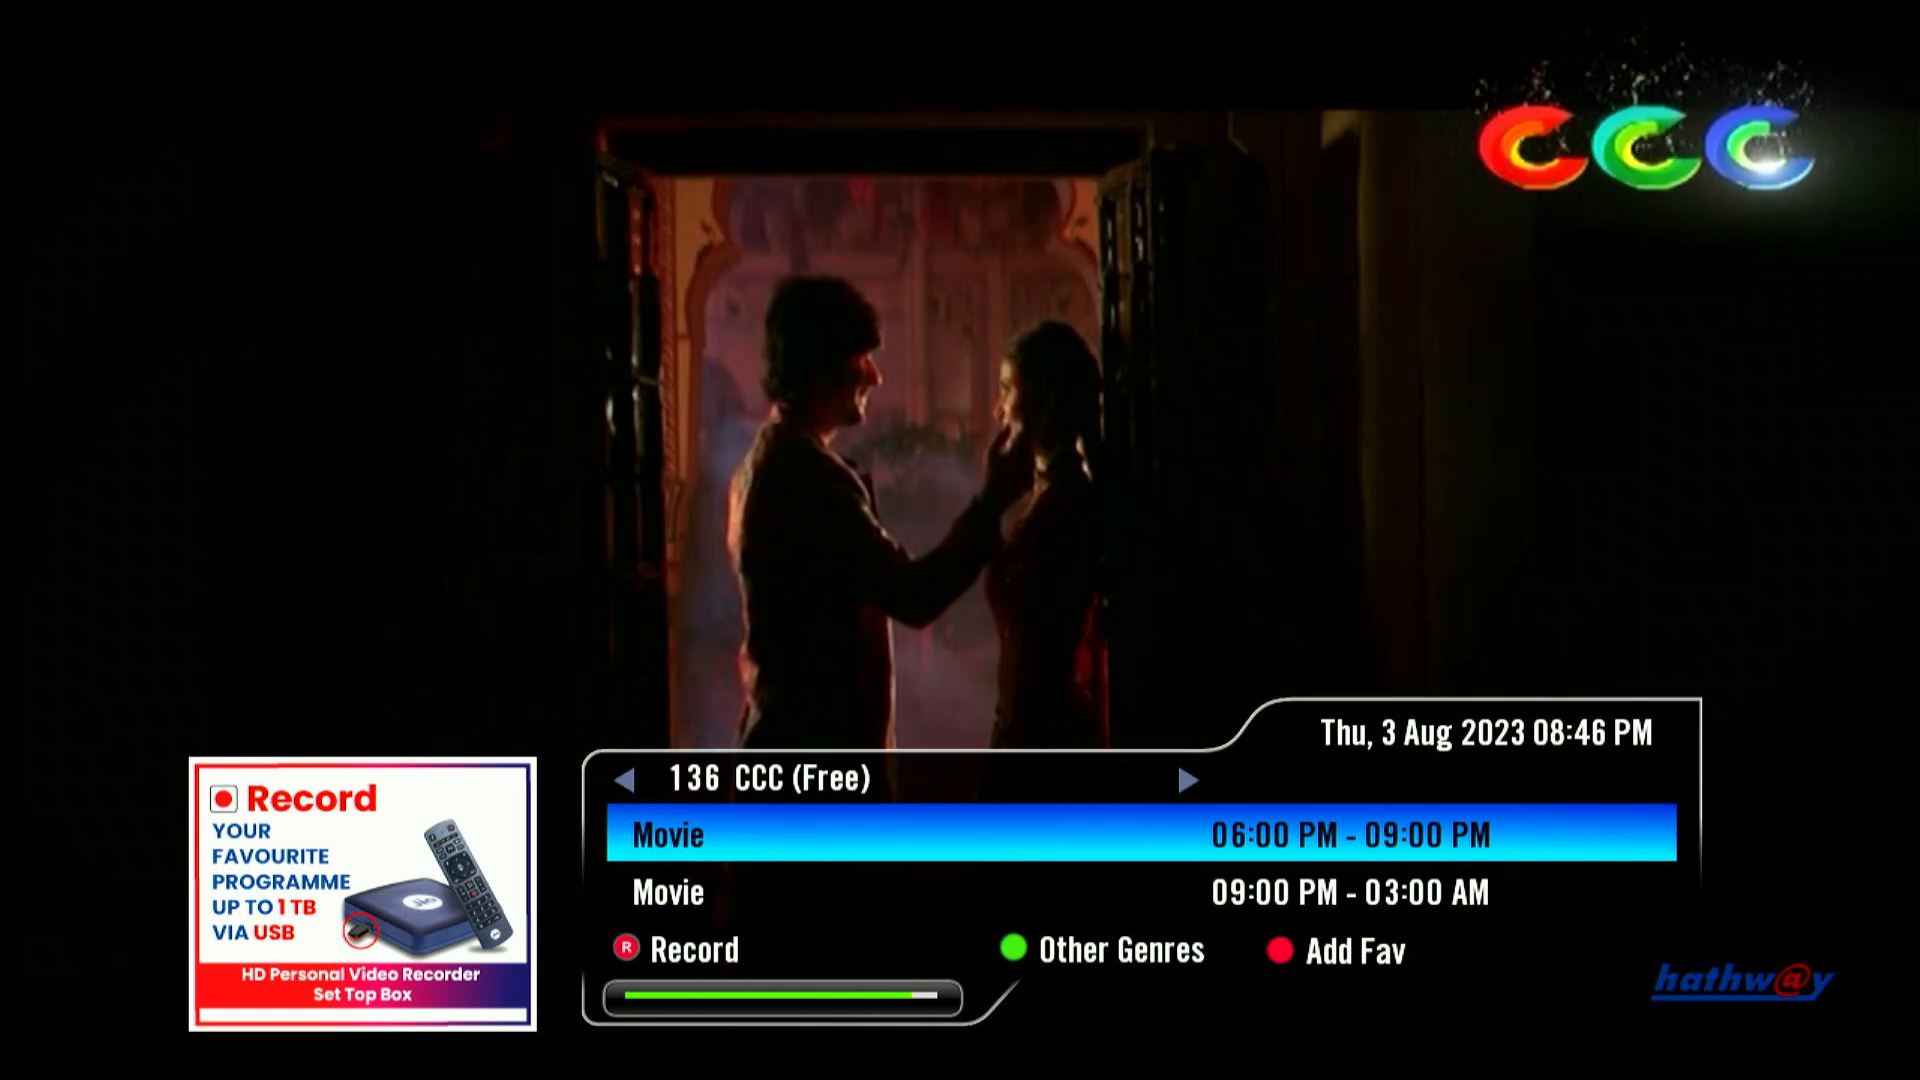 CCC
Thu, 3 Aug 2023 08:46 PM
136 CCC (Free)
Movie 06:00 PM - 09:00 PM
Movie 09:00 PM - 03:00 AM
R Record
Other Genres
Add Fav
Record
YOUR
FAVOURITE
PROGRAMME
UP TO 1 TB
VIA USB
Jio
HD Personal Video Recorder
Set Top Box
hathw@y